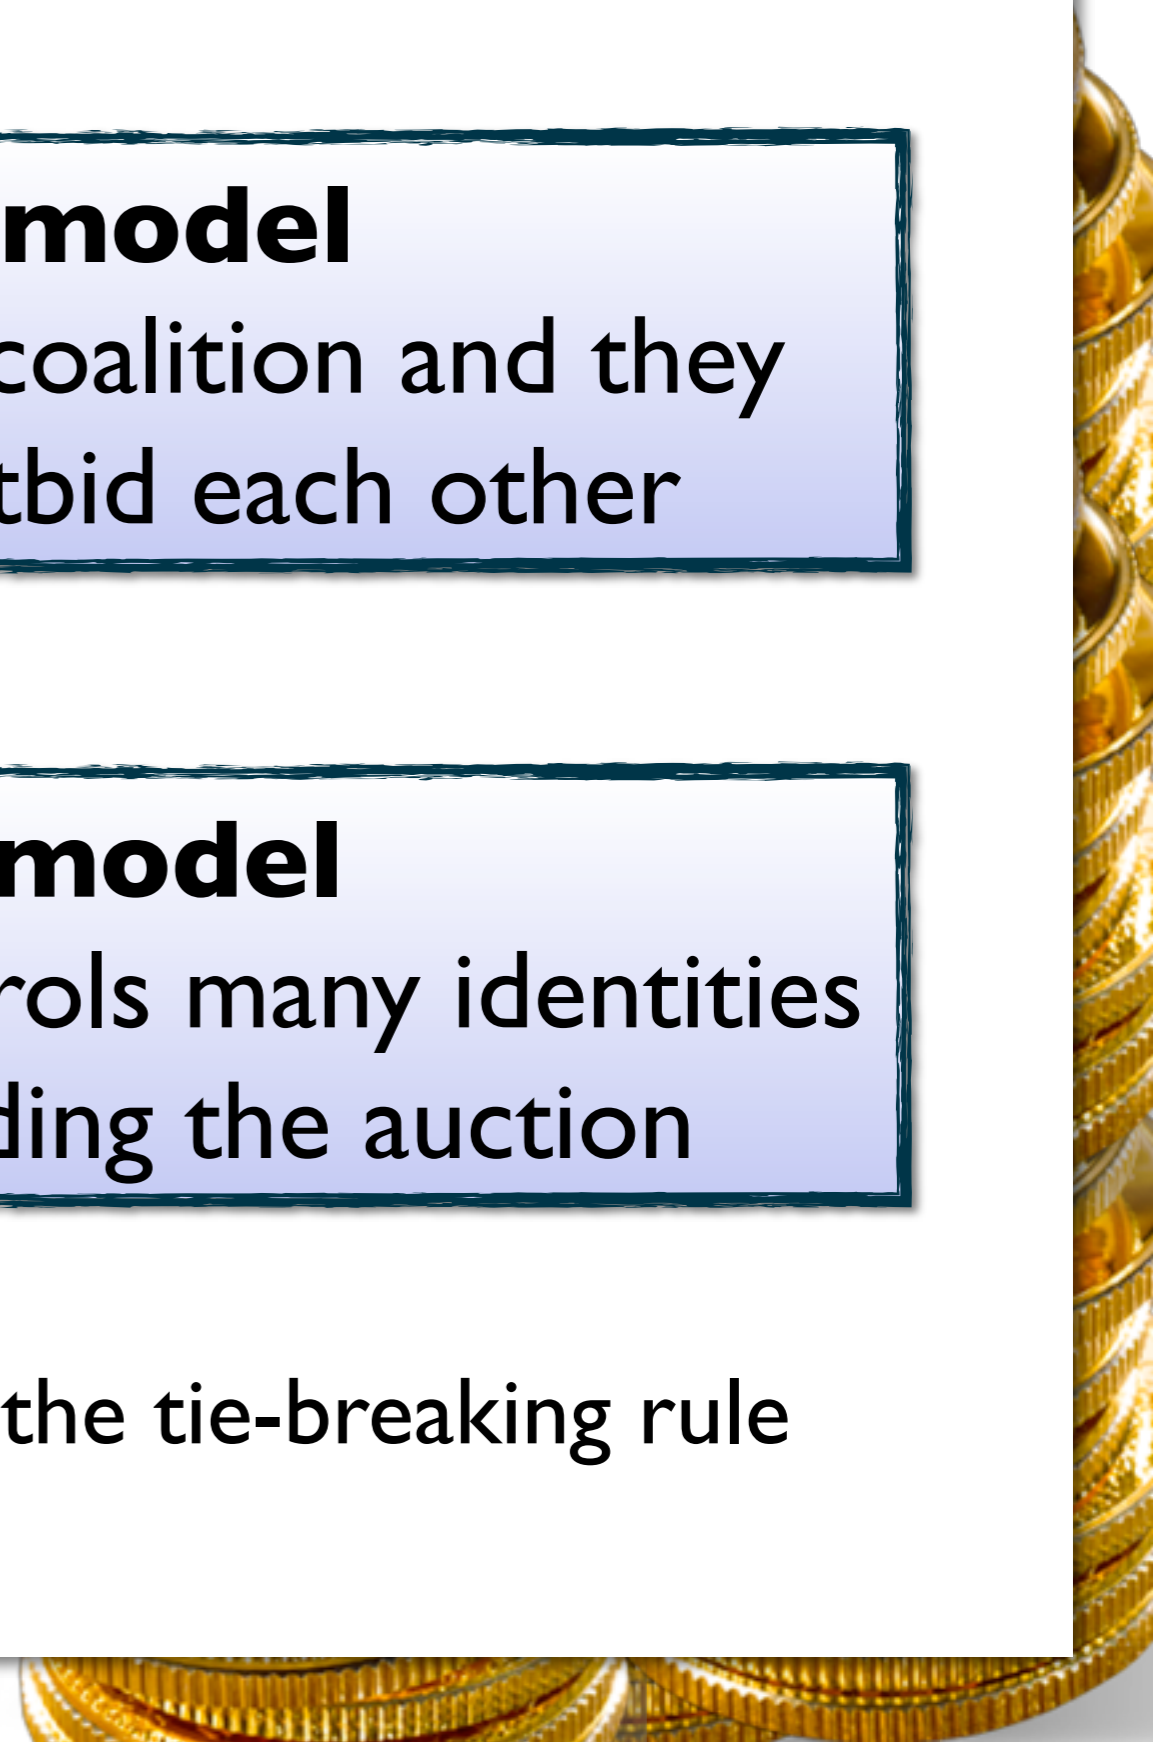 model
coalition and they
tbid each other
model
rols many identities
ding the auction
the tie-breaking rule